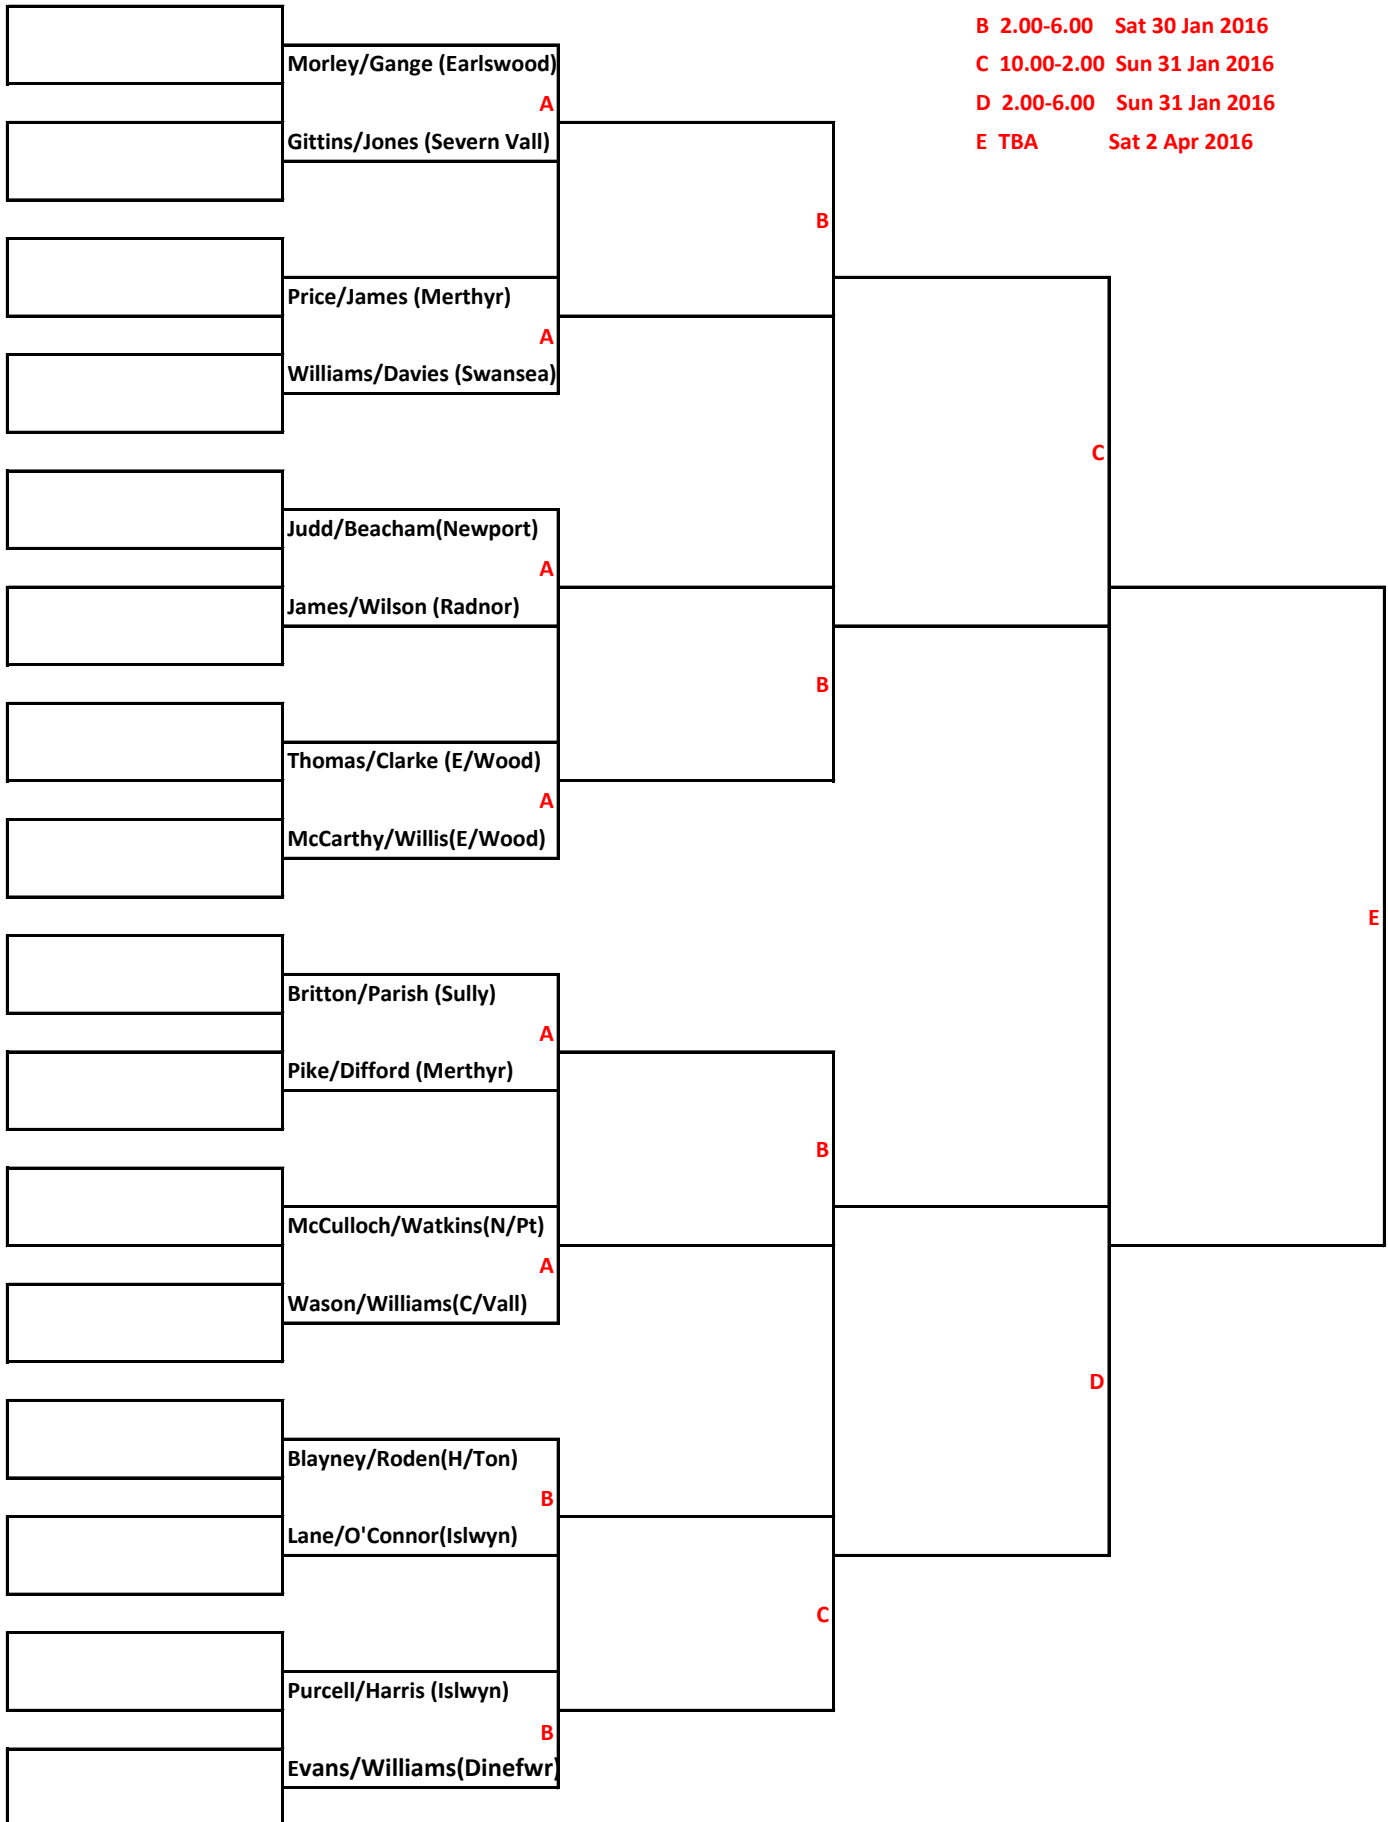 B 2.00-6.00 Sat 30 Jan 2016
Morley/Gange (Earlswood)
C 10.00-2.00 Sun 31 Jan 2016
A
D 2.00-6.00 Sun 31 Jan 2016
Gittins/Jones (Severn Vall)
E TBA Sat 2 Apr 2016
B
Price/James (Merthyr)
A
Williams/Davies (Swansea)
C
Judd/Beacham(Newport)
A
James/Wilson (Radnor)
B
Thomas/Clarke (E/Wood)
A
McCarthy/Willis(E/Wood)
E
Britton/Parish (Sully)
A
Pike/Difford (Merthyr)
B
McCulloch/Watkins(N/Pt)
A
Wason/Williams(C/Vall)
D
Blayney/Roden(H/Ton)
B
Lane/O'Connor(Islwyn)
C
Purcell/Harris (Islwyn)
B
Evans/Williams(Dinefwr)